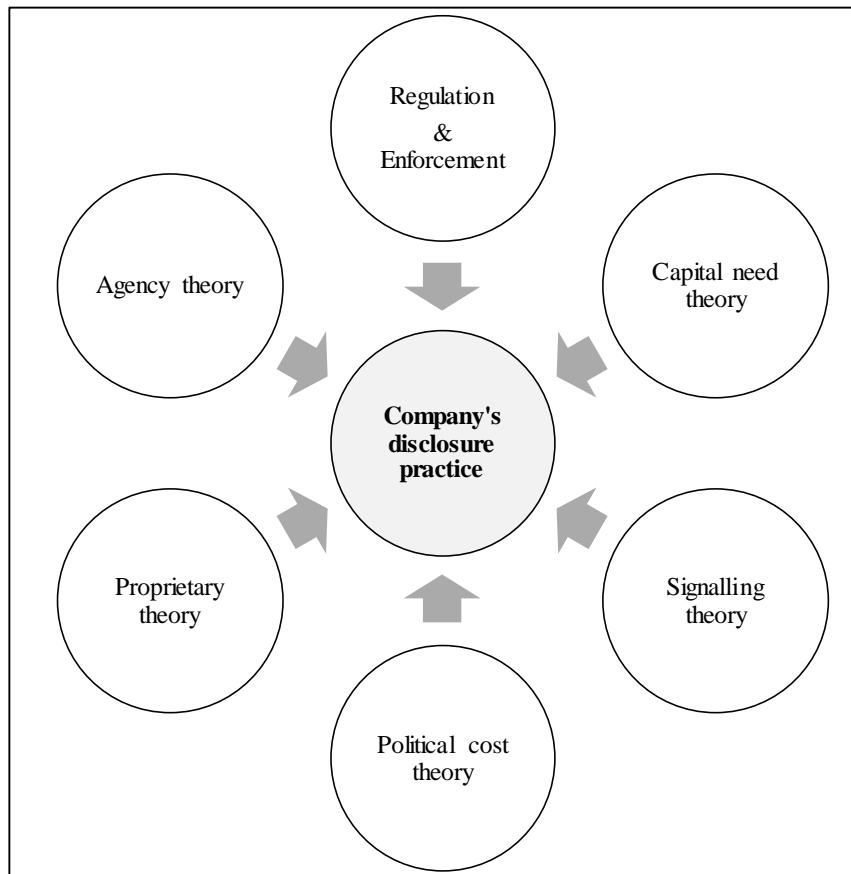 Regulation
&
Enforcement
Agency theory
Capital need
theory
Company's
disclosure
practice
Proprietary
theory
Signalling
theory
Political cost
theory